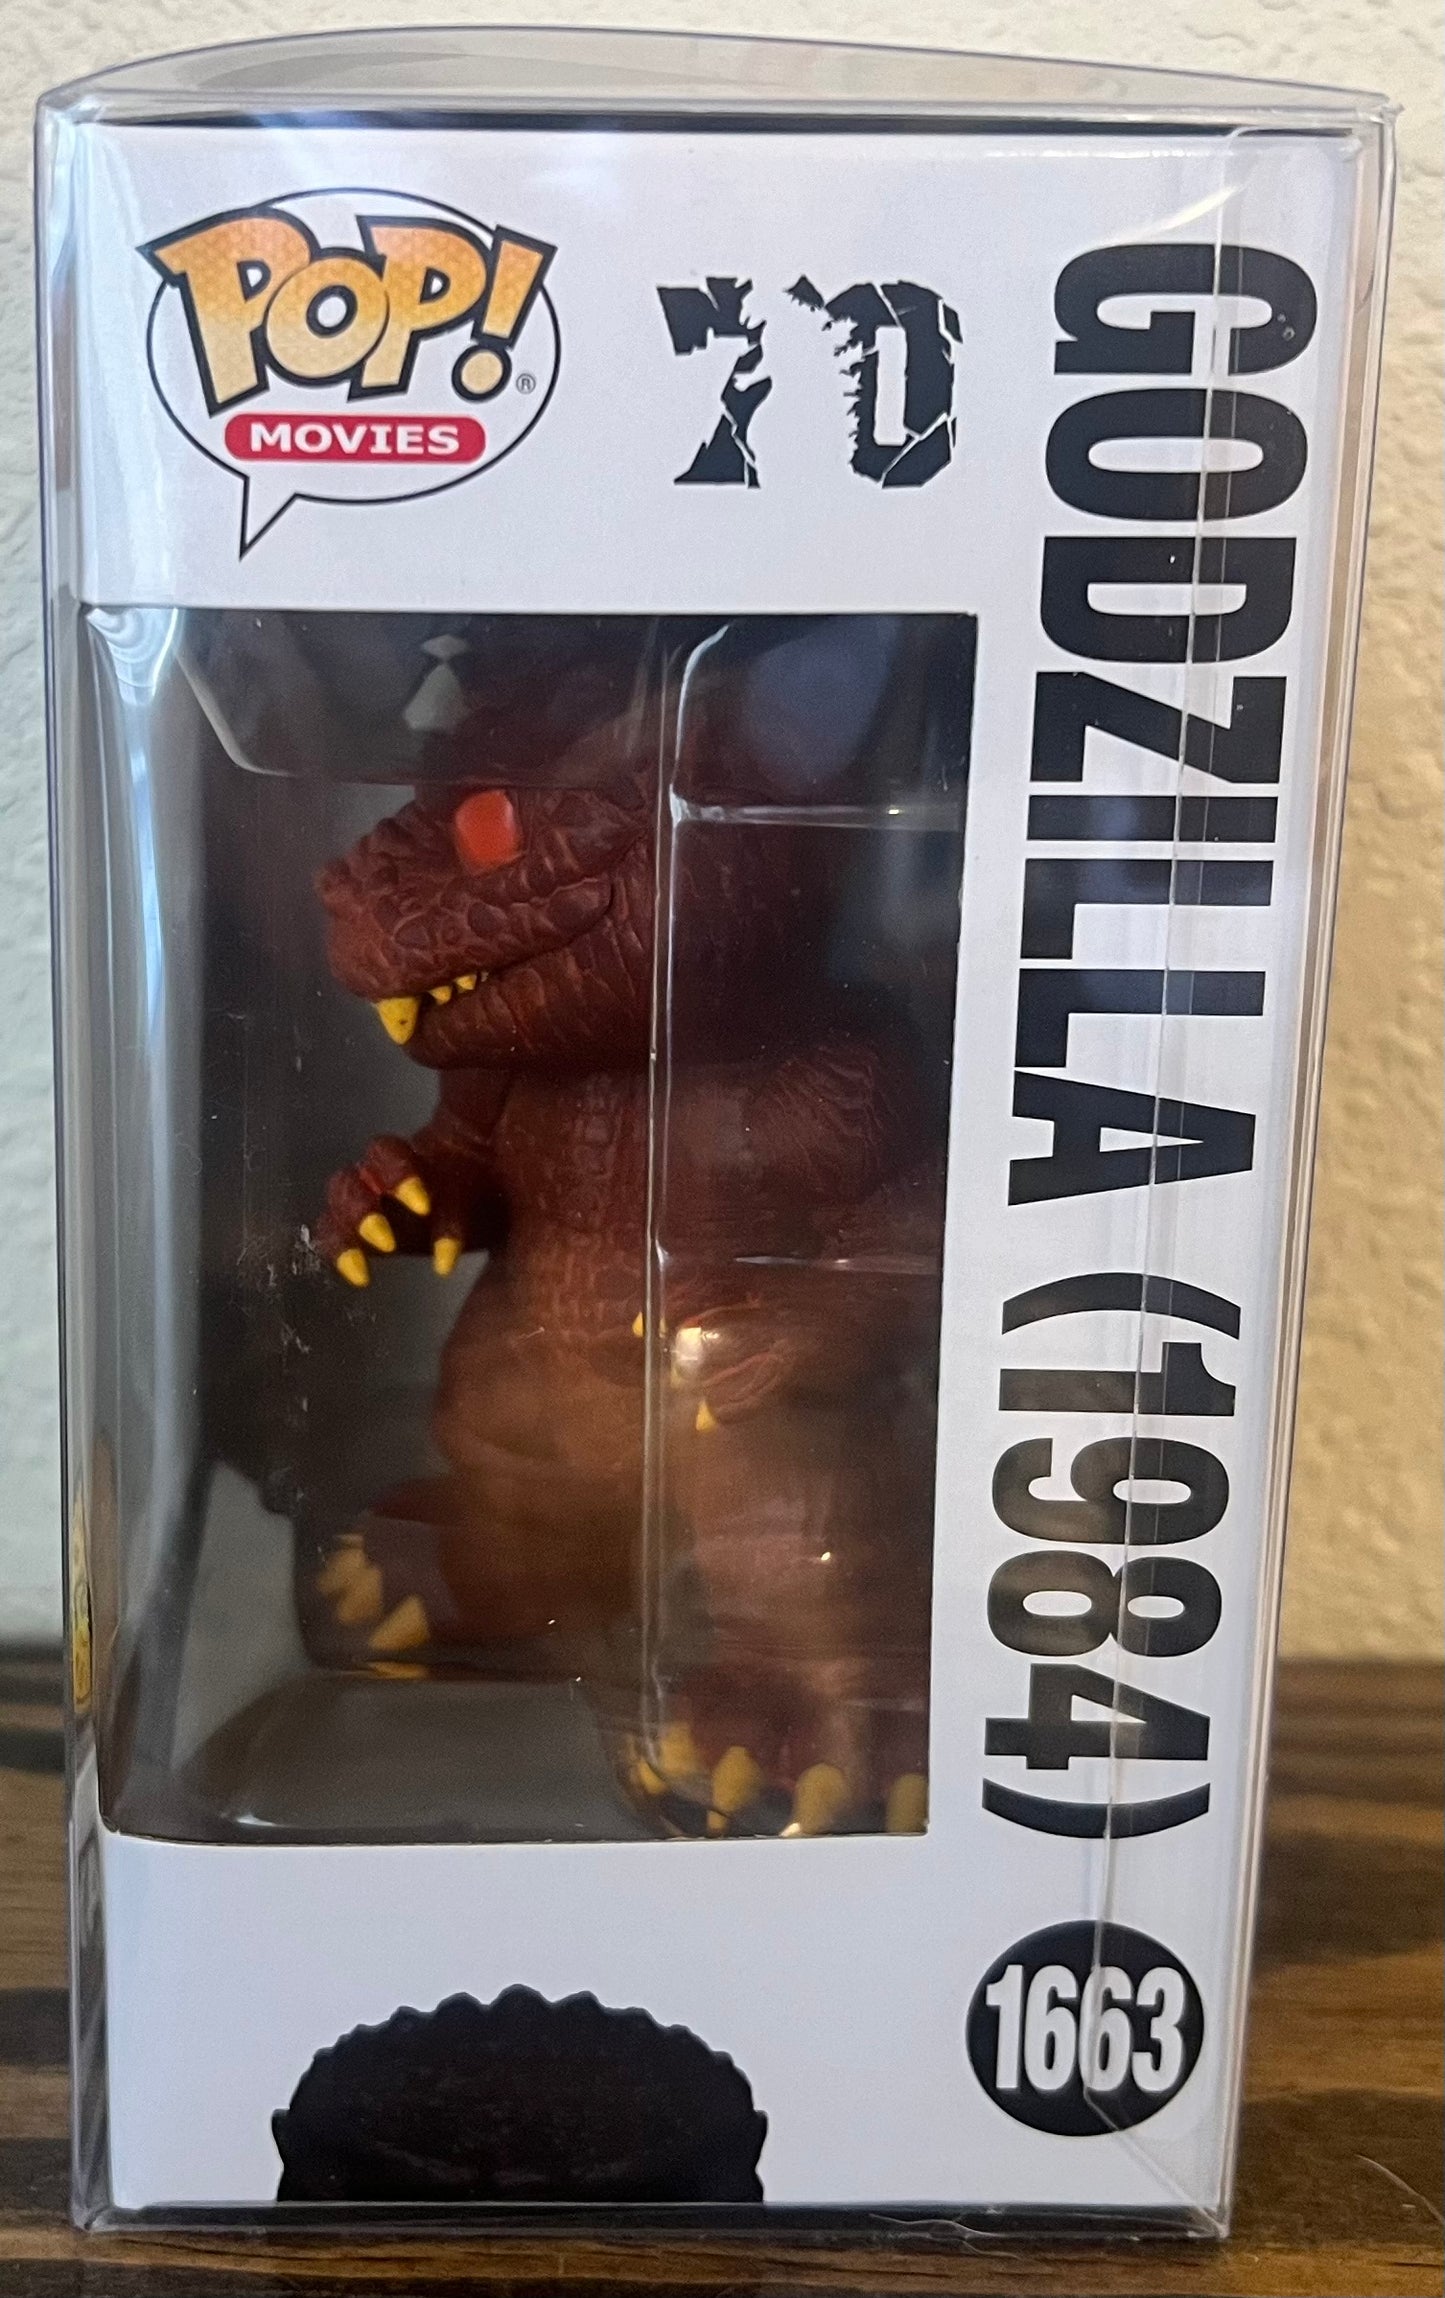 POP!®
MOVIES
70
GODZILLA (1984)
1663